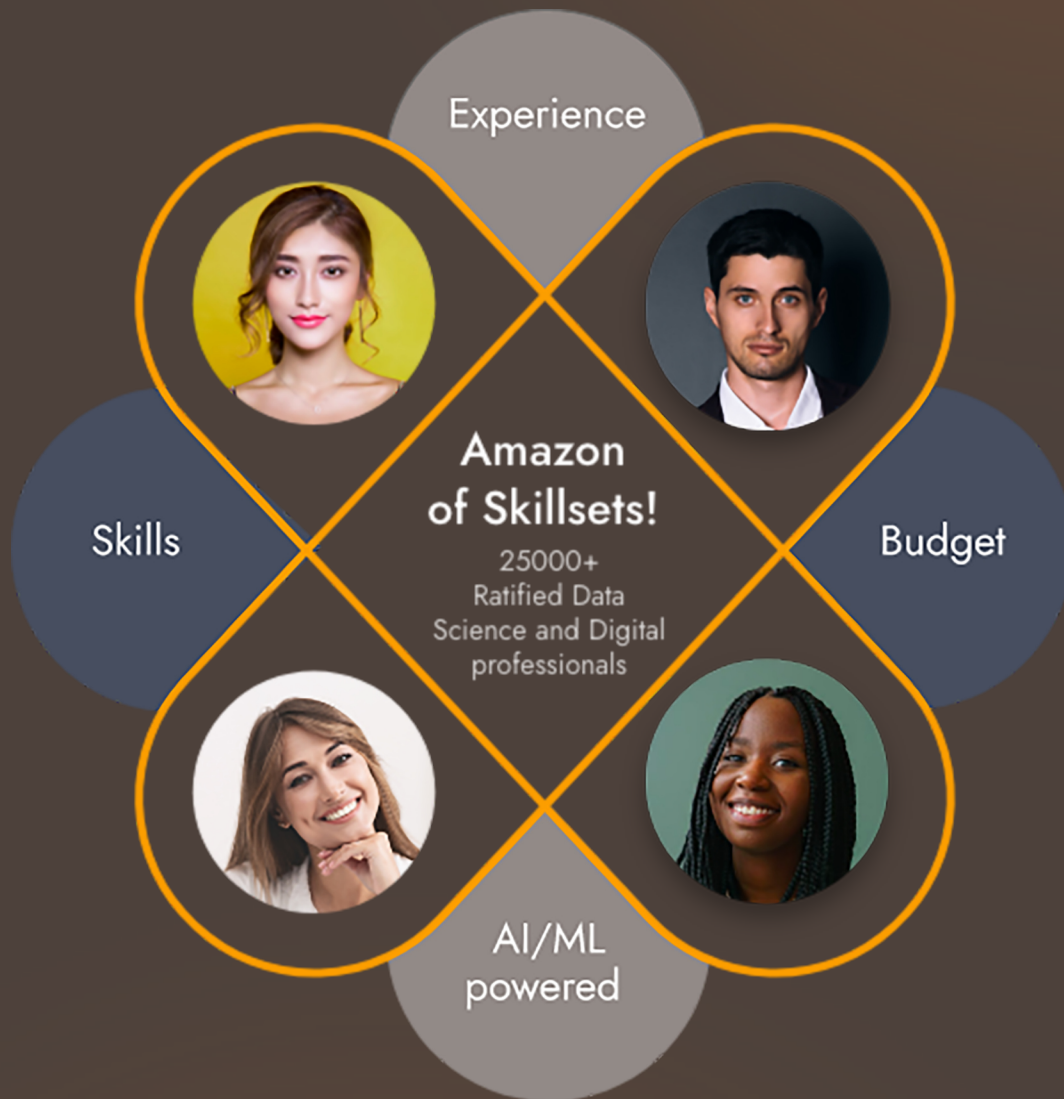 Experience
Amazon
of Skillsets!
25000+
Ratified Data
Science and Digital
professionals
Skills
Budget
AI/ML
powered